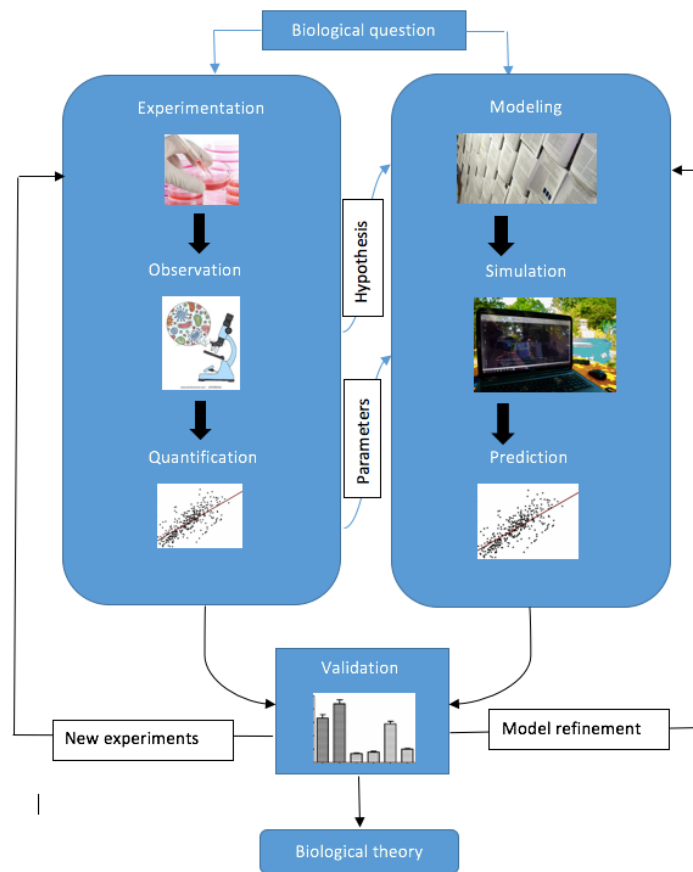 Biological question
Experimentation
Modeling
Hypothesis
Observation
Simulation
Parameters
Quantification
Prediction
Validation
New experiments
Model refinement
Biological theory